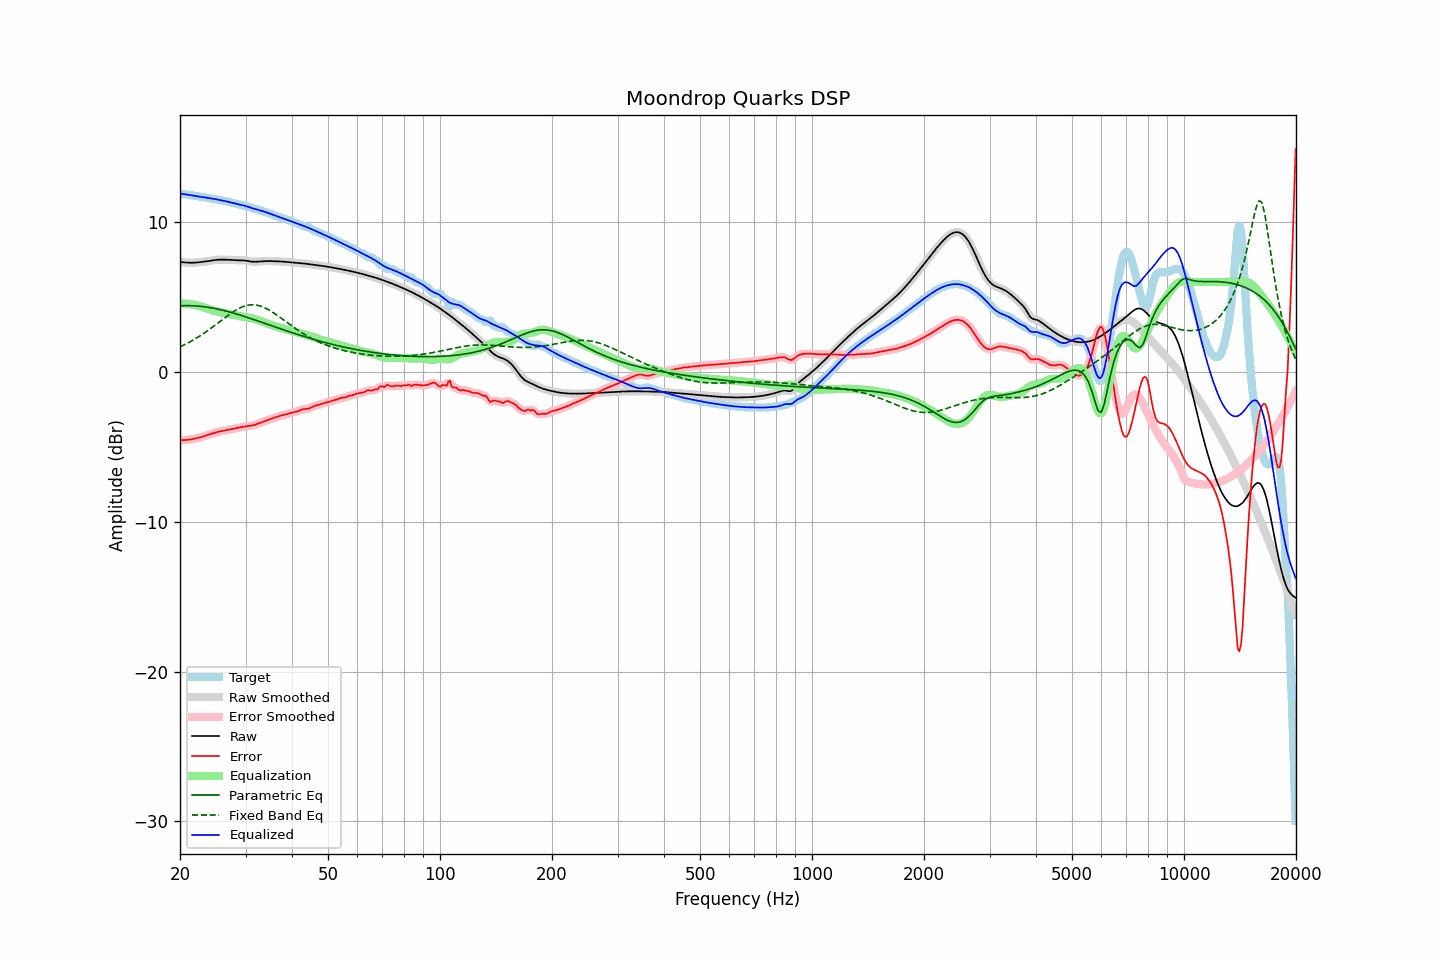 Moondrop Quarks DSP
Amplitude (dBr)
10
0
−10
−20
−30
Target
Raw Smoothed
Error Smoothed
Raw
Error
Equalization
Parametric Eq
Fixed Band Eq
Equalized
20 50 100 200 500 1000 2000 5000 10000 20000
Frequency (Hz)